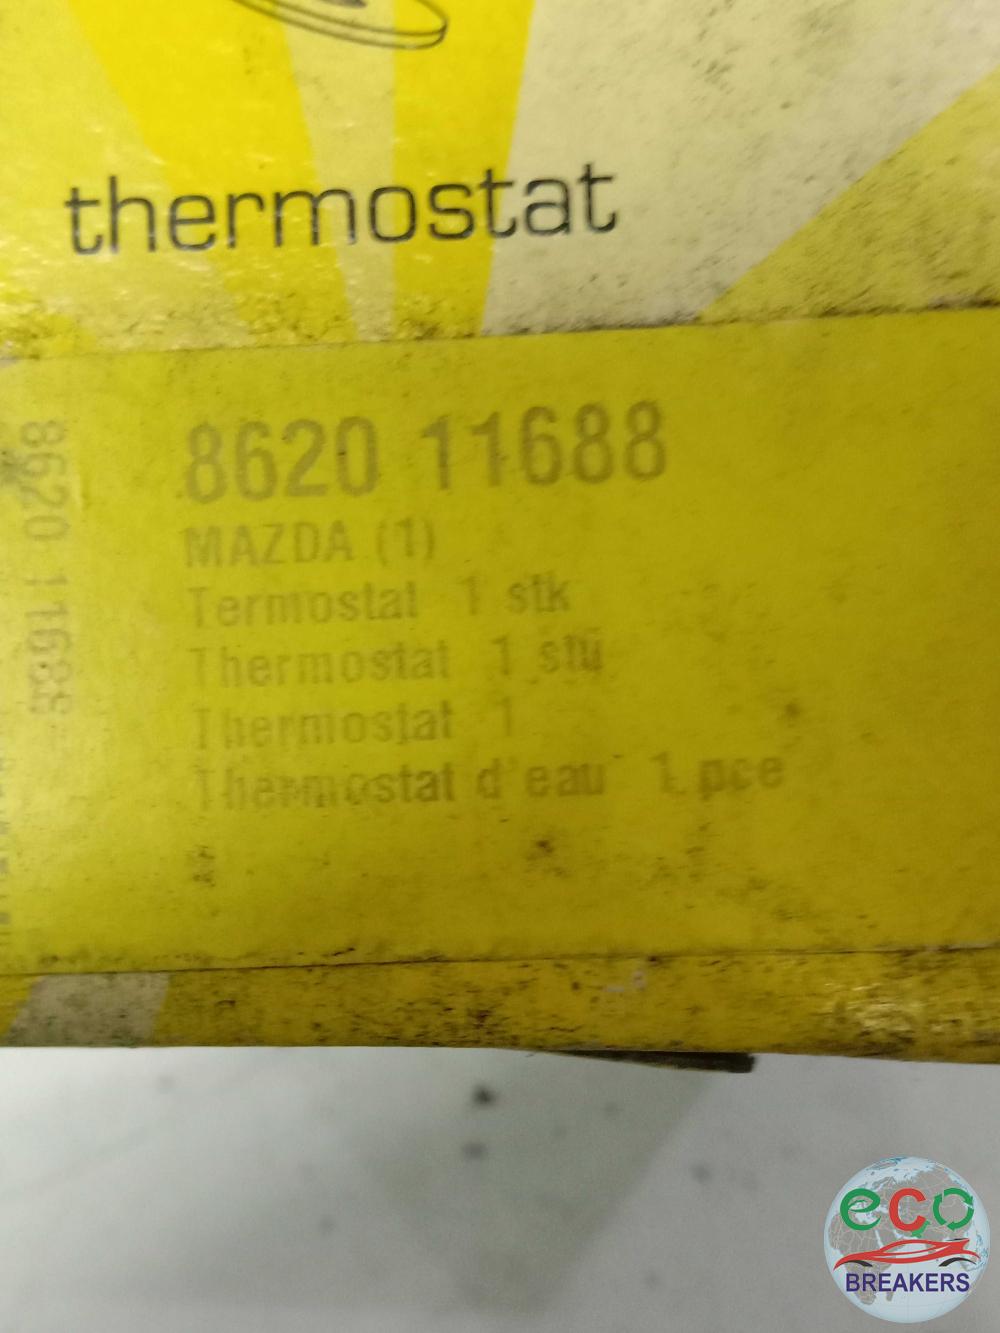 thermostat
8620 11688
8620 11688
MAZDA (1)
Termostat 1 stk
Thermostat 1 stü
Thermostat 1
Thermostat d'eau 1 pce
eco
BREAKERS